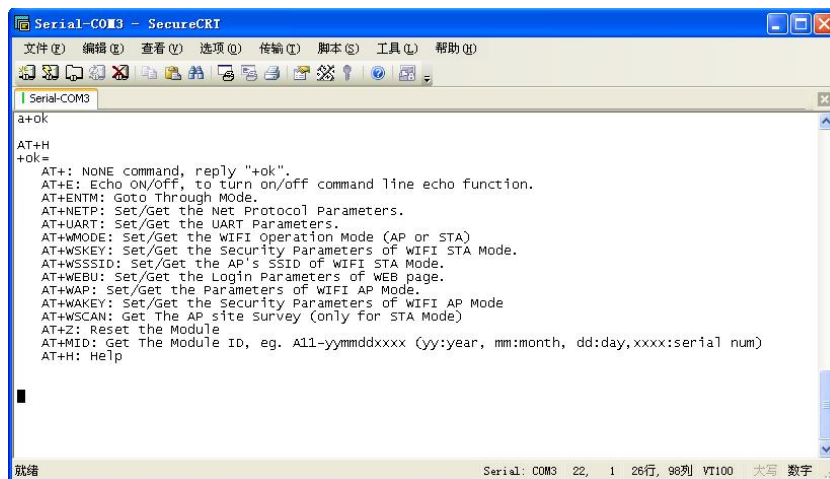 Serial-COM3 - SecureCRT
文件(F) 编辑(E) 查看(V) 选项(O) 传输(T) 脚本(S) 工具(L) 帮助(H)
Serial-COM3
a+ok
AT+H
+ok=
AT+: NONE command, reply "+ok".
AT+E: Echo ON/Off, to turn on/off command line echo function.
AT+ENTM: Goto Through MOde.
AT+NETP: Set/Get the Net Protocol Parameters.
AT+UART: Set/Get the UART Parameters.
AT+WMODE: Set/Get the WIFI Operation Mode (AP or STA)
AT+WSKEY: Set/Get the Security Parameters of WIFI STA Mode.
AT+WSSSID: Set/Get the AP's SSID of WIFI STA Mode.
AT+WEBU: Set/Get the Login Parameters of WEB page.
AT+WAP: Set/Get the Parameters of WIFI AP Mode.
AT+WAKEY: Set/Get the Security Parameters of WIFI AP Mode
AT+WSCAN: Get The AP site Survey (only for STA Mode)
AT+Z: Reset the Module
AT+MID: Get The Module ID, eg. A11-yymmddxxxx (yy:year, mm:month, dd:day,xxxx:serial num)
AT+H: Help
就绪 Serial: COM3 22, 1 26行, 98列 VT100 大写 数字